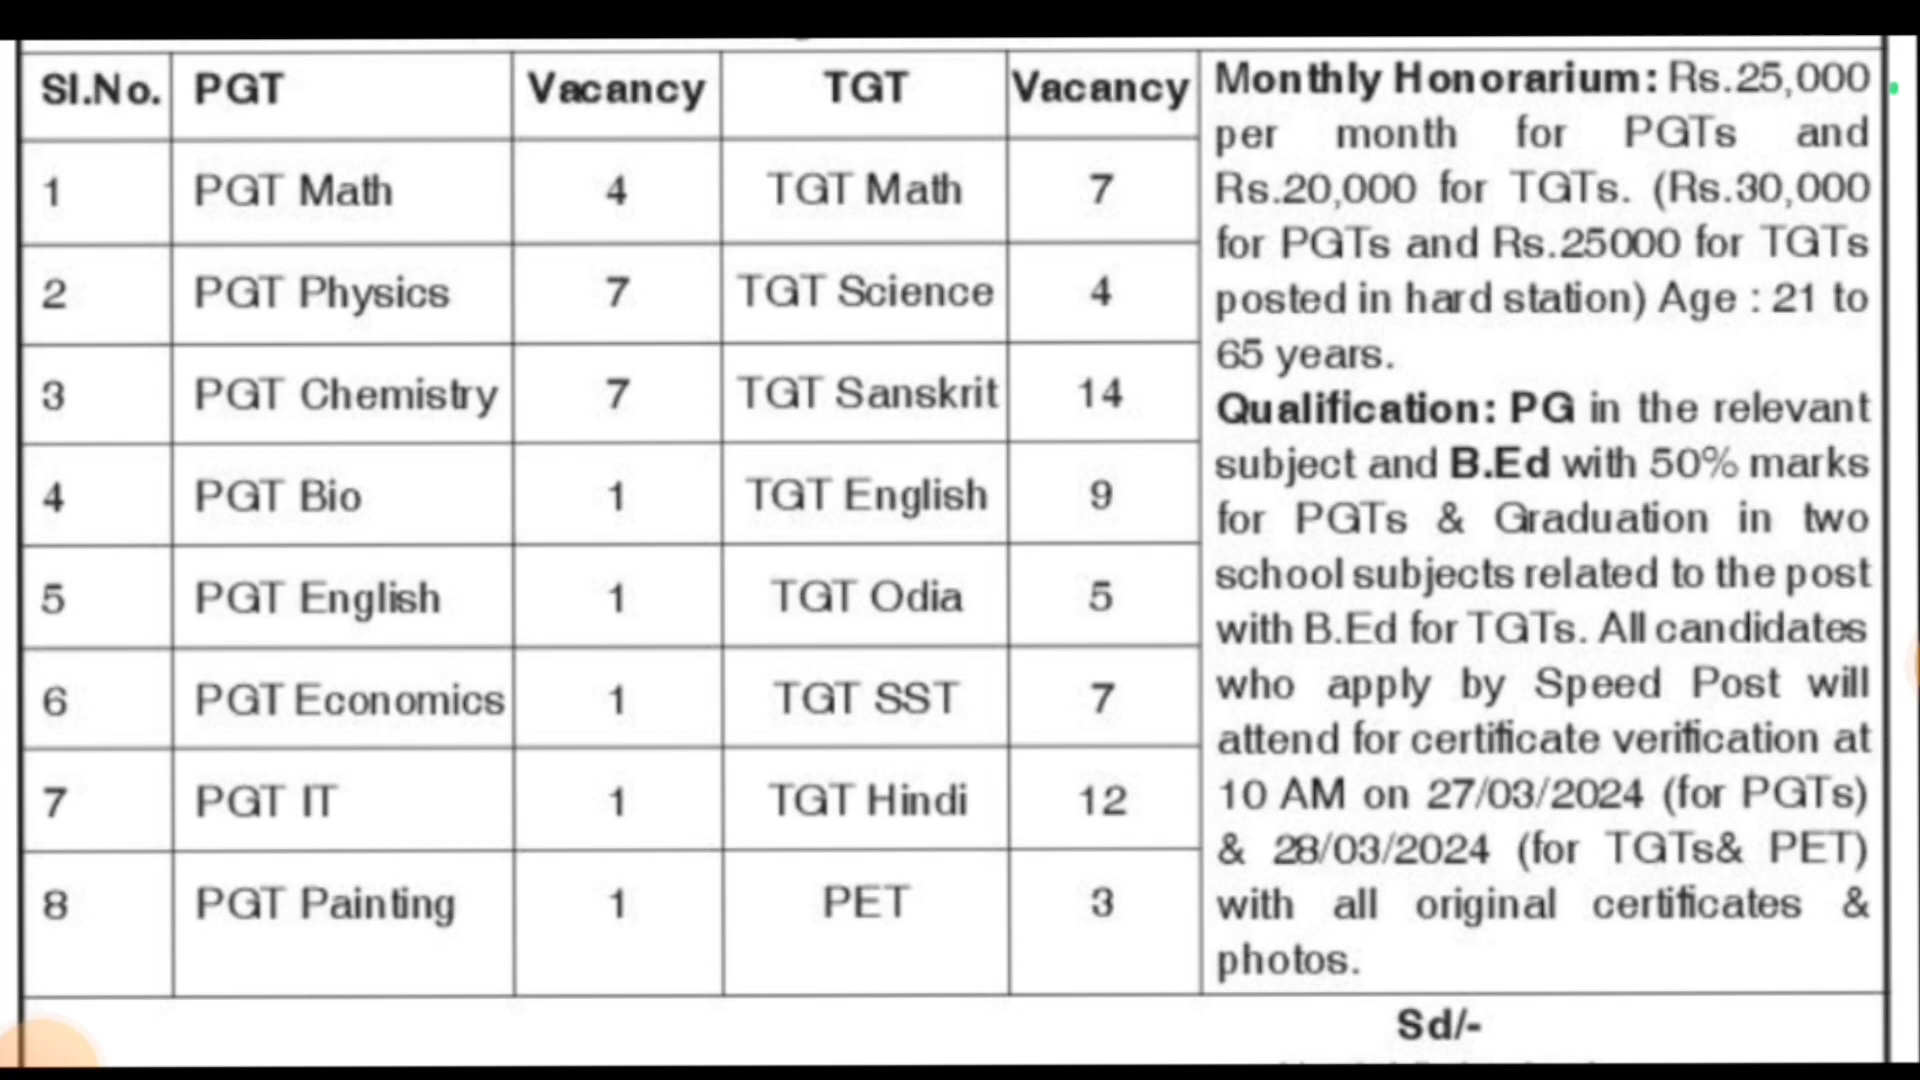 Sl.No. PGT Vacancy TGT Vacancy
1 PGT Math 4 TGT Math 7
2 PGT Physics 7 TGT Science 4
3 PGT Chemistry 7 TGT Sanskrit 14
4 PGT Bio 1 TGT English 9
5 PGT English 1 TGT Odia 5
6 PGT Economics 1 TGT SST 7
7 PGT IT 1 TGT Hindi 12
8 PGT Painting 1 PET 3
Monthly Honorarium: Rs.25,000
per month for PGTs and
Rs.20,000 for TGTs. (Rs.30,000
for PGTs and Rs.25000 for TGTs
posted in hard station) Age : 21 to
65 years.
Qualification: PG in the relevant
subject and B.Ed with 50% marks
for PGTs & Graduation in two
school subjects related to the post
with B.Ed for TGTs. All candidates
who apply by Speed Post will
attend for certificate verification at
10 AM on 27/03/2024 (for PGTs)
& 28/03/2024 (for TGTs& PET)
with all original certificates &
photos.
Sd/-